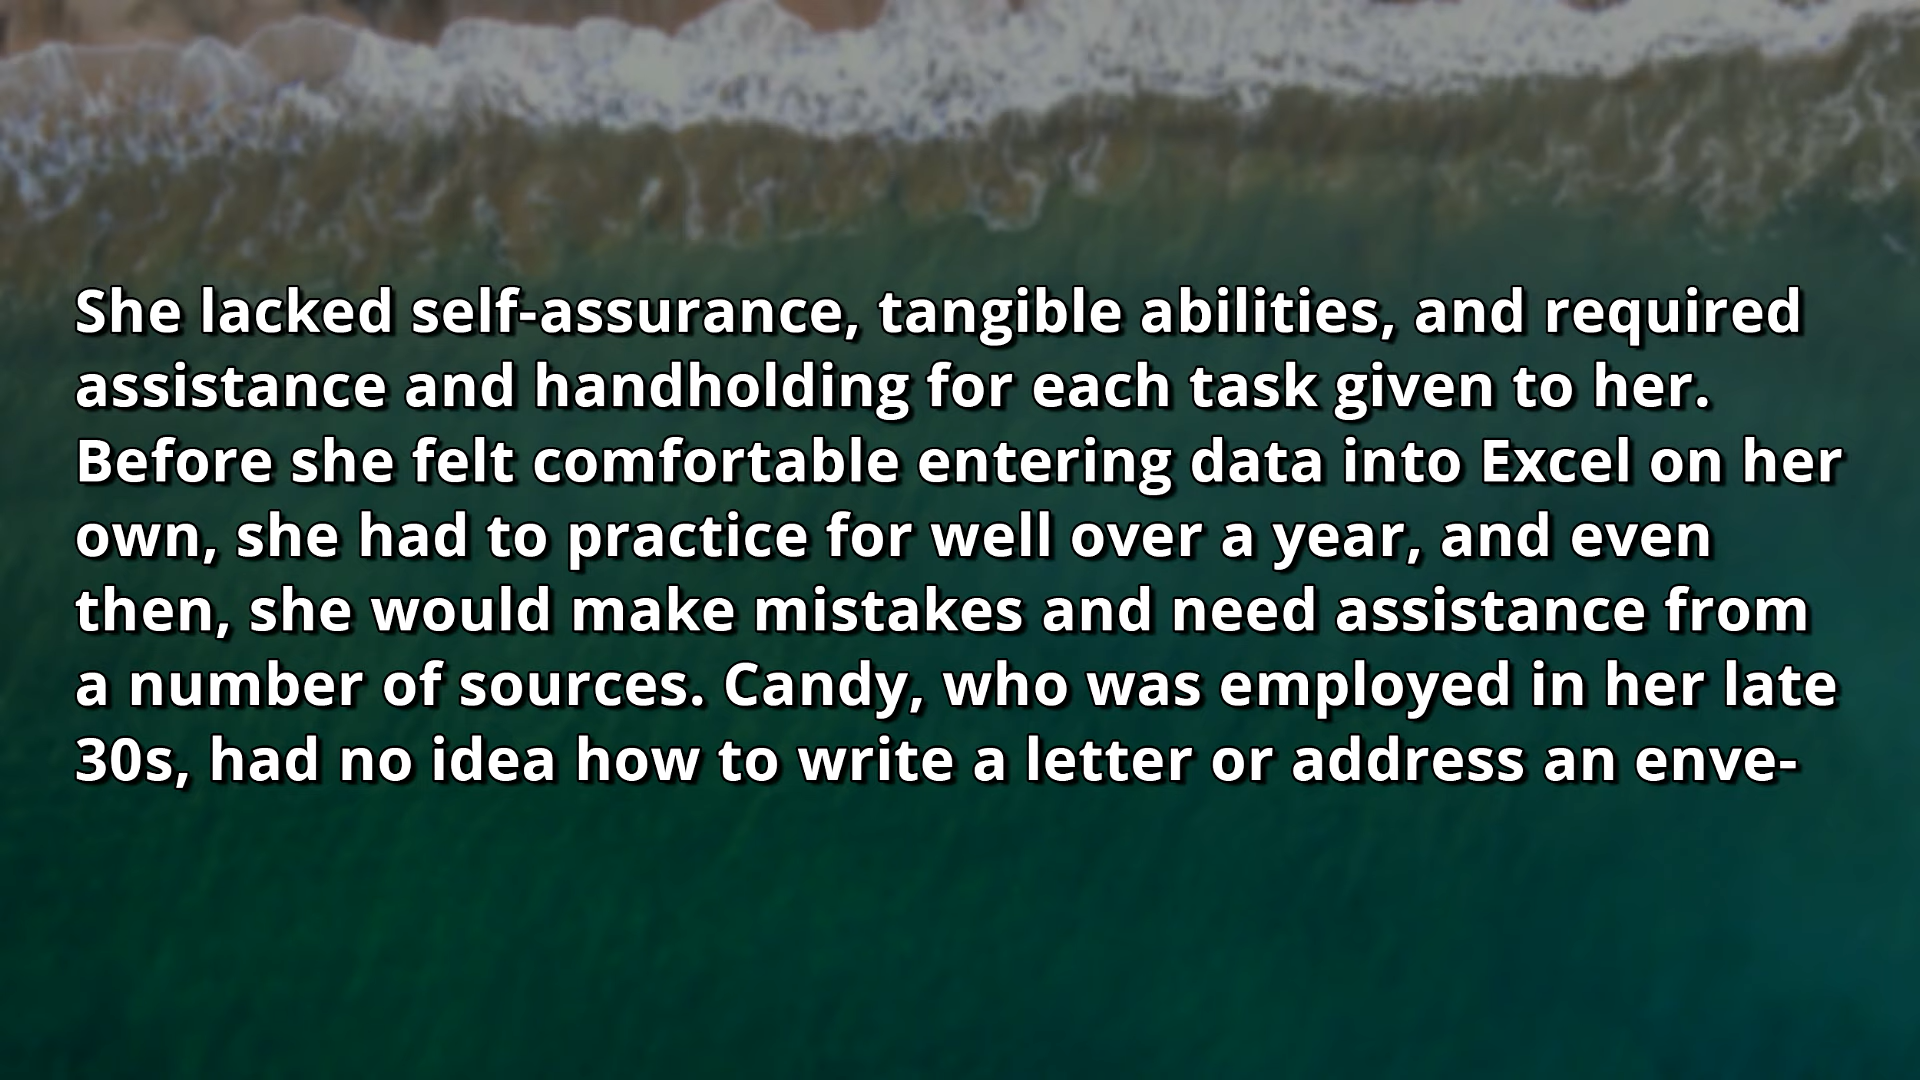 She lacked self-assurance, tangible abilities, and required
assistance and handholding for each task given to her.
Before she felt comfortable entering data into Excel on her
own, she had to practice for well over a year, and even
then, she would make mistakes and need assistance from
a number of sources. Candy, who was employed in her late
30s, had no idea how to write a letter or address an enve-